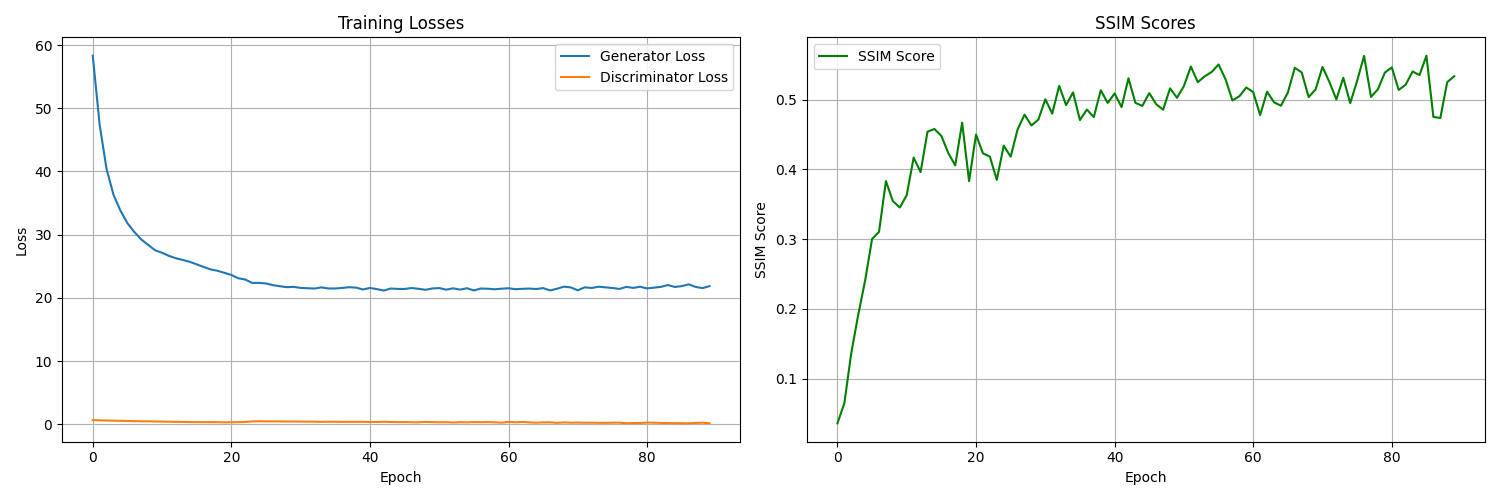 Training Losses
Generator Loss
Discriminator Loss
Loss
60
50
40
30
20
10
0
0 20 40 60 80
Epoch
SSIM Scores
SSIM Score
SSIM Score
0.5
0.4
0.3
0.2
0.1
0 20 40 60 80
Epoch